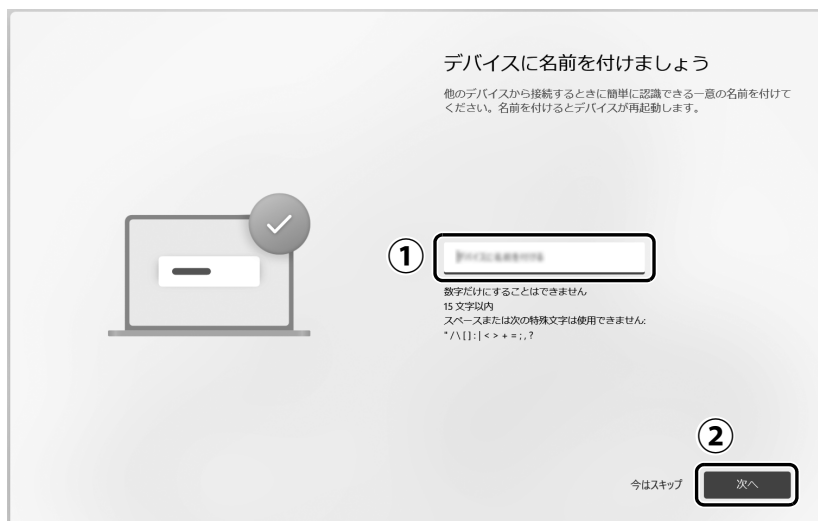 デバイスに名前を付けましょう
他のデバイスから接続するときに簡単に認識できる一意の名前を付けて
ください。名前を付けるとデバイスが再起動します。
①
数字だけにすることはできません
15 文字以内
スペースまたは次の特殊文字は使用できません:
" / \ [ ] : | < > + = ; , ?
②
今はスキップ
次へ